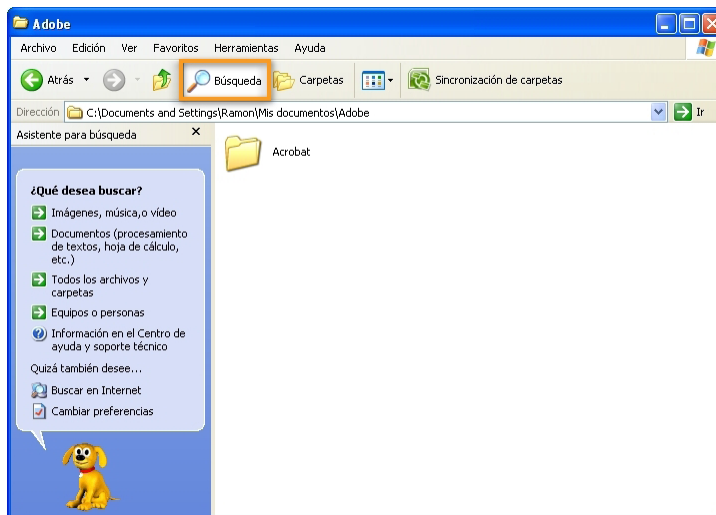 Adobe
Archivo Edición Ver Favoritos Herramientas Ayuda
Atrás Búsqueda Carpetas Sincronización de carpetas
Dirección C:\Documents and Settings\Ramon\Mis documentos\Adobe Ir
Asistente para búsqueda
Acrobat
¿Qué desea buscar?
Imágenes, música,o vídeo
Documentos (procesamiento
de textos, hoja de cálculo,
etc.)
Todos los archivos y
carpetas
Equipos o personas
Información en el Centro de
ayuda y soporte técnico
Quizá también desee...
Buscar en Internet
Cambiar preferencias